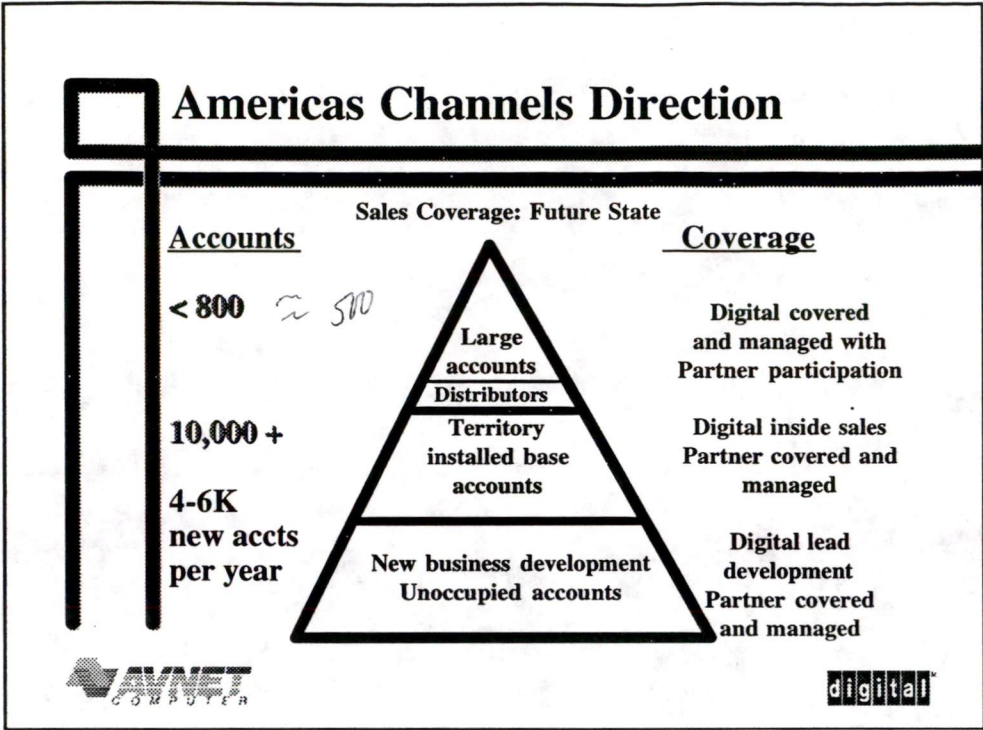 Americas Channels Direction
Sales Coverage: Future State
Accounts
Coverage
< 800 ~ 500
Large
accounts
Distributors
Digital covered
and managed with
Partner participation
10,000 +
Territory
installed base
accounts
Digital inside sales
Partner covered and
managed
4-6K
new accts
per year
New business development
Unoccupied accounts
Digital lead
development
Partner covered
and managed
AVNET
COMPUTER
digital™